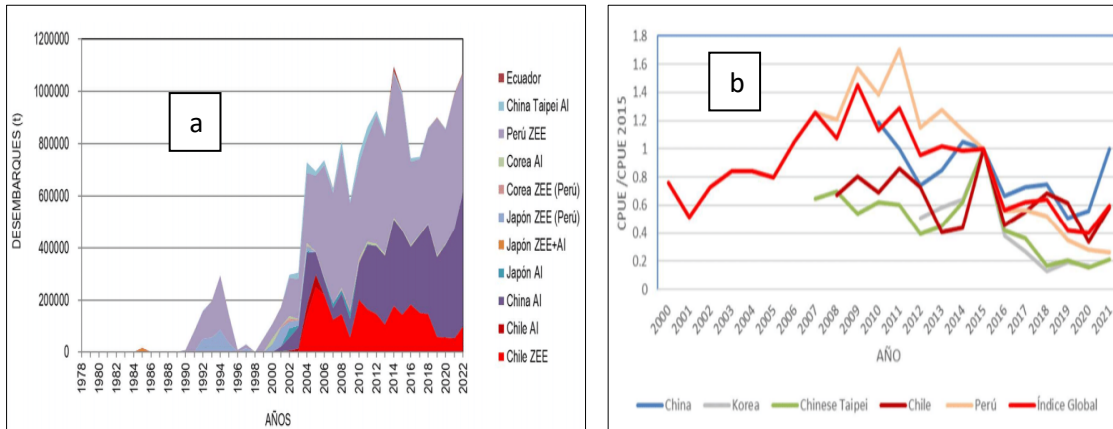 a
DESEMBARQUES (t)
1200000
1000000
800000
600000
400000
200000
0
1978 1980 1982 1984 1986 1988 1990 1992 1994 1996 1998 2000 2002 2004 2006 2008 2010 2012 2014 2016 2018 2020 2022
AÑOS
Ecuador
China Taipei AI
Perú ZEE
Corea AI
Corea ZEE (Perú)
Japón ZEE (Perú)
Japón ZEE+AI
Japón AI
China AI
Chile AI
Chile ZEE
b
CPUE /CPUE 2015
1.8
1.6
1.4
1.2
1
0.8
0.6
0.4
0.2
0
2000 2001 2002 2003 2004 2005 2006 2007 2008 2009 2010 2011 2012 2013 2014 2015 2016 2017 2018 2019 2020 2021
AÑO
China Korea Chinese Taipei Chile Perú Índice Global